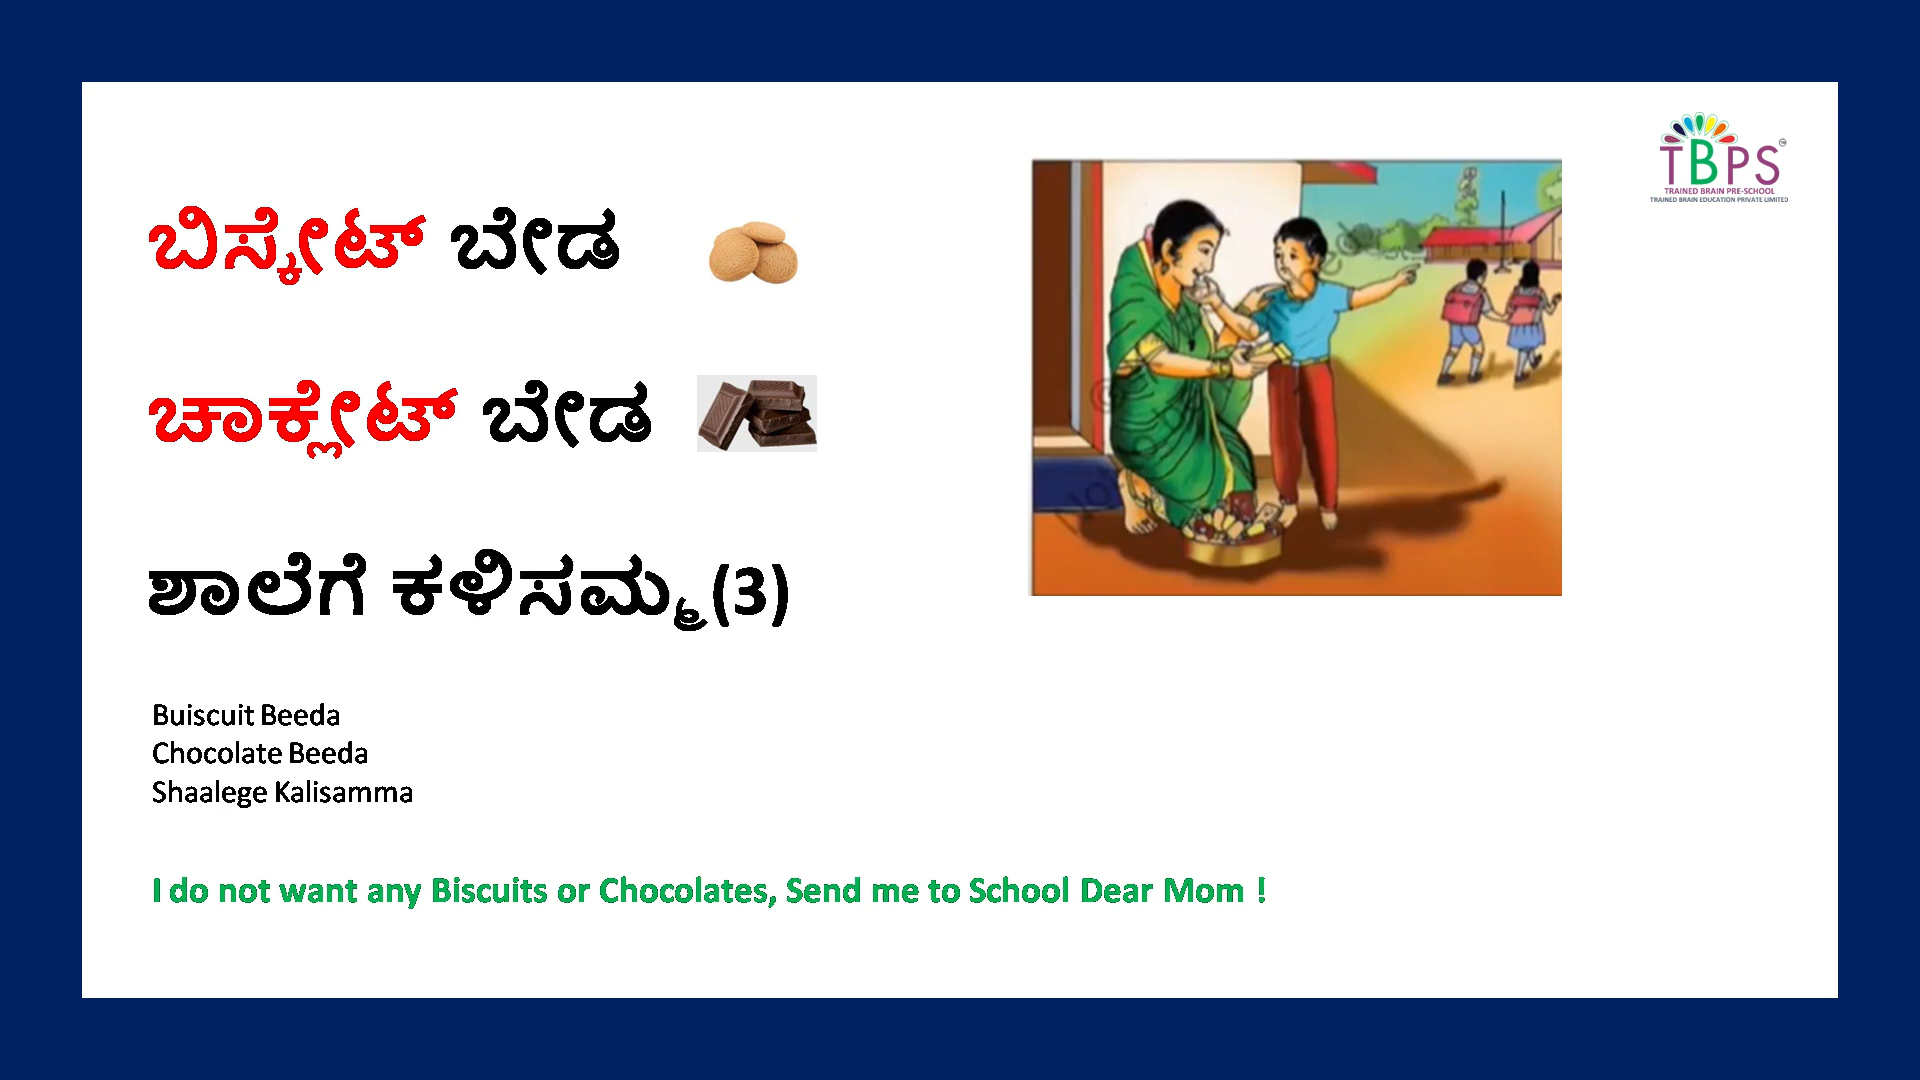 ಬಿಸ್ಕೇಟ್ ಬೇಡ
ಚಾಕ್ಲೇಟ್ ಬೇಡ
ಶಾಲೆಗೆ ಕಳಿಸಮ್ಮ (3)
Buiscuit Beeda
Chocolate Beeda
Shaalege Kalisamma
I do not want any Biscuits or Chocolates, Send me to School Dear Mom !
TBPS
TRAINED BRAIN PRE-SCHOOL
TRAINED BRAIN EDUCATION PRIVATE LIMITED